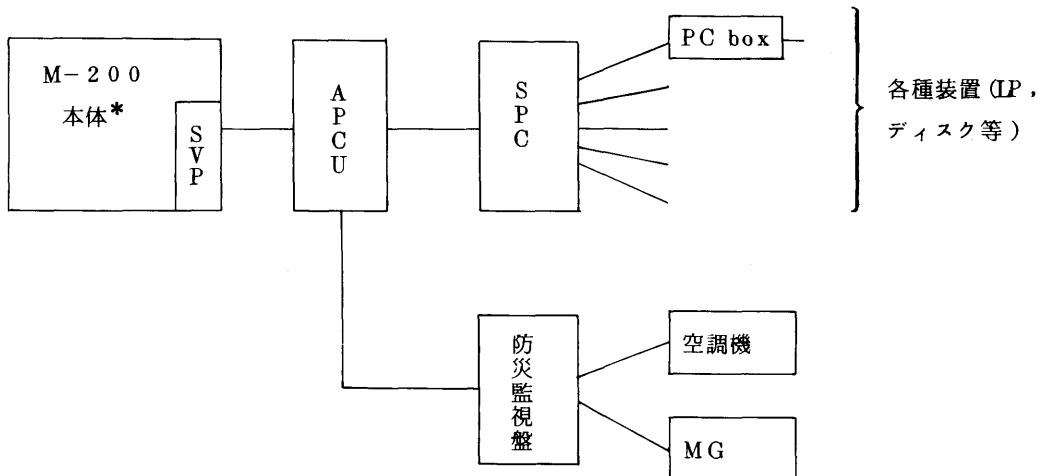 M-200
本体*
SVP
APCU
SPC
PC box
各種装置(LP,
ディスク等)
防災監視盤
空調機
MG